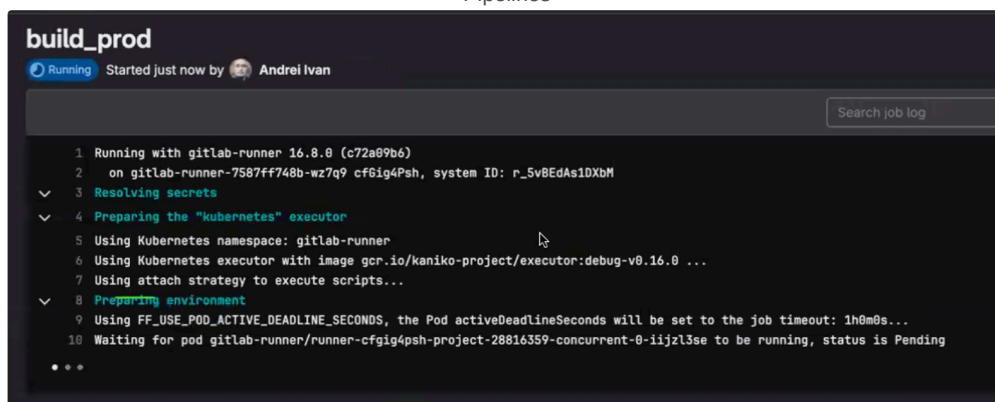 Pipelines
build_prod
Running Started just now by Andrei Ivan
Search job log
1 Running with gitlab-runner 16.8.0 (c72a09b6)
2 on gitlab-runner-7587ff748b-wz7q9 cfGig4Psh, system ID: r_5vBEdAs1DXbM
3 Resolving secrets
4 Preparing the "kubernetes" executor
5 Using Kubernetes namespace: gitlab-runner
6 Using Kubernetes executor with image gcr.io/kaniko-project/executor:debug-v0.16.0 ...
7 Using attach strategy to execute scripts...
8 Preparing environment
9 Using FF_USE_POD_ACTIVE_DEADLINE_SECONDS, the Pod activeDeadlineSeconds will be set to the job timeout: 1h0m0s...
10 Waiting for pod gitlab-runner/runner-cfgig4psh-project-28816359-concurrent-0-iijzl3se to be running, status is Pending